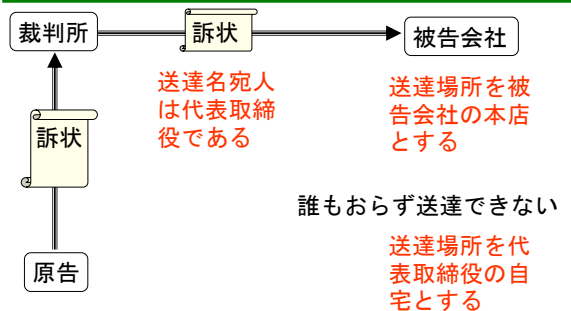 裁判所
訴状
被告会社
送達名宛人
は代表取締
役である
送達場所を被
告会社の本店
とする
訴状
誰もおらず送達できない
原告
送達場所を代
表取締役の自
宅とする